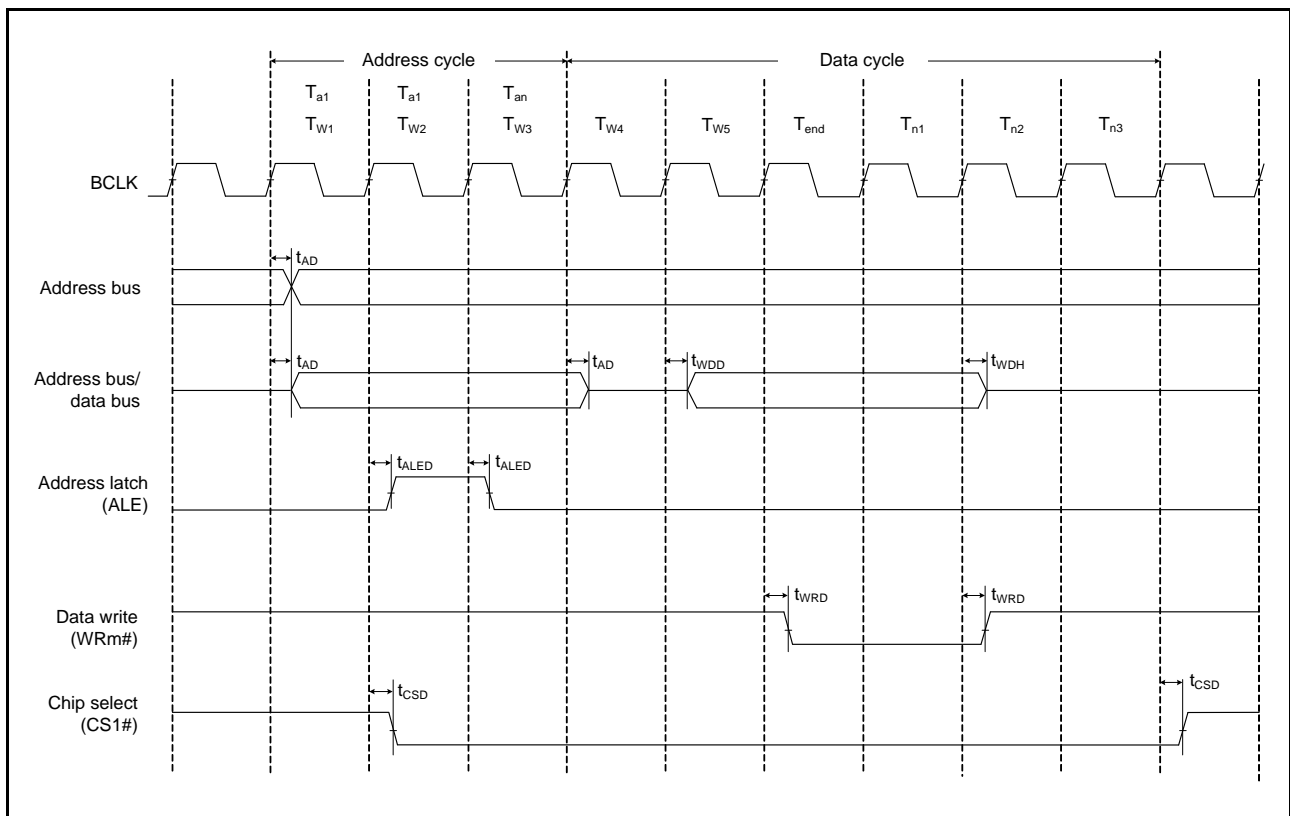 Address cycle Data cycle
Ta1 Ta1 Tan
TW1 TW2 TW3 TW4 TW5 Tend Tn1 Tn2 Tn3
BCLK
tAD
Address bus
tAD tAD tWDD tWDH
Address bus/
data bus
tALED tALED
Address latch
(ALE)
tWRD tWRD
Data write
(WRm#)
tCSD tCSD
Chip select
(CS1#)